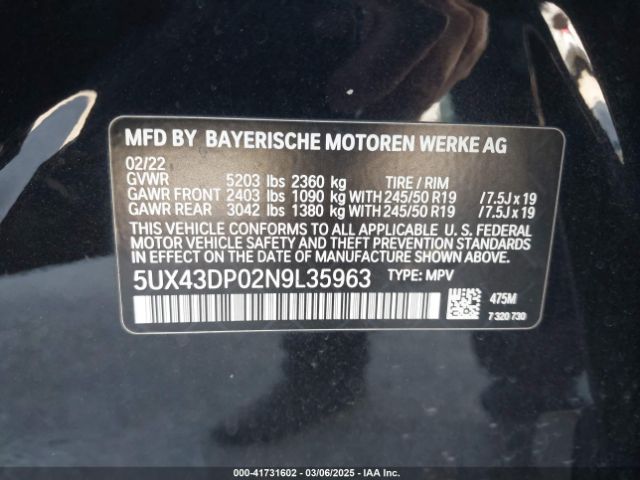 MFD BY BAYERISCHE MOTOREN WERKE AG
02/22
GVWR 5203 lbs 2360 kg TIRE / RIM
GAWR FRONT 2403 lbs 1090 kg WITH 245/50 R19 /7.5J x 19
GAWR REAR 3042 lbs 1380 kg WITH 245/50 R19 /7.5J x 19
THIS VEHICLE CONFORMS TO ALL APPLICABLE U. S. FEDERAL
MOTOR VEHICLE SAFETY, BUMPER, AND THEFT PREVENTION STANDARDS
IN EFFECT ON THE DATE OF MANUFACTURE SHOWN ABOVE.
5UX43DP02N9L35963 TYPE: MPV
475M
7 320 730
000-41731602 - 03/06/2025 - IAA Inc.